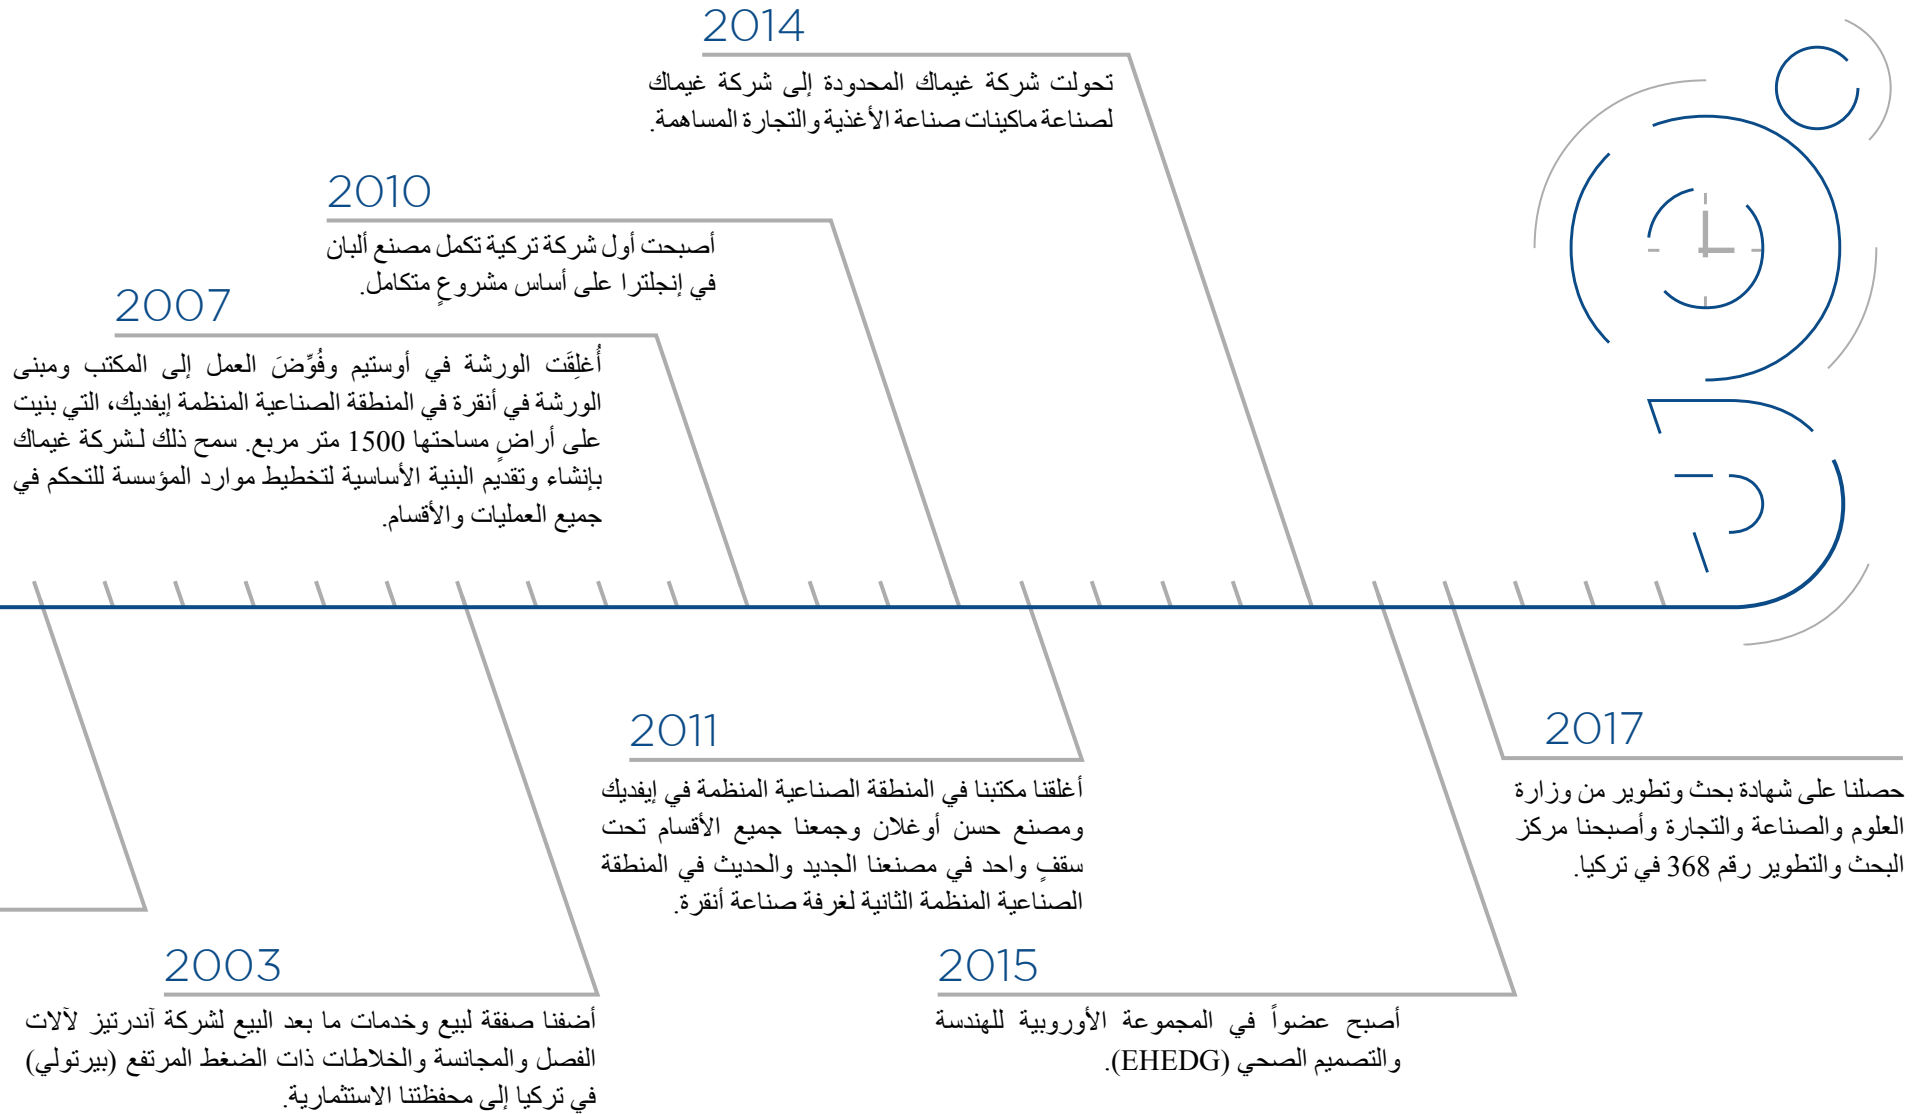 2014
تحولت شركة غيماك المحدودة إلى شركة غيماك
لصناعة ماكينات صناعة الأغذية والتجارة المساهمة.
2010
أصبحت أول شركة تركية تكمل مصنع ألبان
في إنجلترا على أساس مشروعٍ متكامل.
2007
أُغلِقَت الورشة في أوستيم وفُوِّضَ العمل إلى المكتب ومبنى
الورشة في أنقرة في المنطقة الصناعية المنظمة إيفديك، التي بنيت
على أراضٍ مساحتها 1500 متر مربع. سمح ذلك لـشركة غيماك
بإنشاء وتقديم البنية الأساسية لتخطيط موارد المؤسسة للتحكم في
جميع العمليات والأقسام.
2017
حصلنا على شهادة بحث وتطوير من وزارة
العلوم والصناعة والتجارة وأصبحنا مركز
البحث والتطوير رقم 368 في تركيا.
2011
أغلقنا مكتبنا في المنطقة الصناعية المنظمة في إيفديك
ومصنع حسن أوغلان وجمعنا جميع الأقسام تحت
سقفٍ واحد في مصنعنا الجديد والحديث في المنطقة
الصناعية المنظمة الثانية لغرفة صناعة أنقرة.
2015
أصبح عضواً في المجموعة الأوروبية للهندسة
والتصميم الصحي (EHEDG).
2003
أضفنا صفقة لبيع وخدمات ما بعد البيع لشركة آندرتيز لآلات
الفصل والمجانسة والخلاطات ذات الضغط المرتفع (بيرتولي)
في تركيا إلى محفظتنا الاستثمارية.